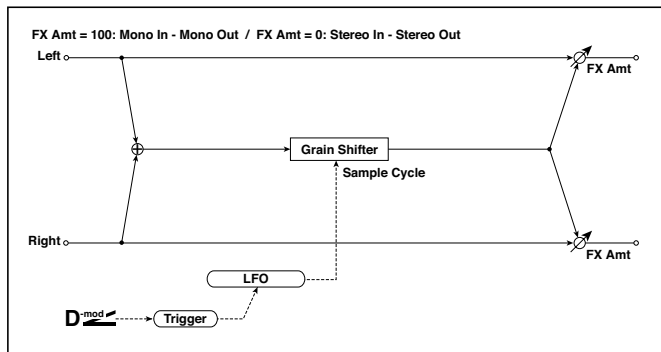 FX Amt = 100: Mono In - Mono Out / FX Amt = 0: Stereo In - Stereo Out
Left
FX Amt
Grain Shifter
Sample Cycle
Right
FX Amt
LFO
D-mod
Trigger